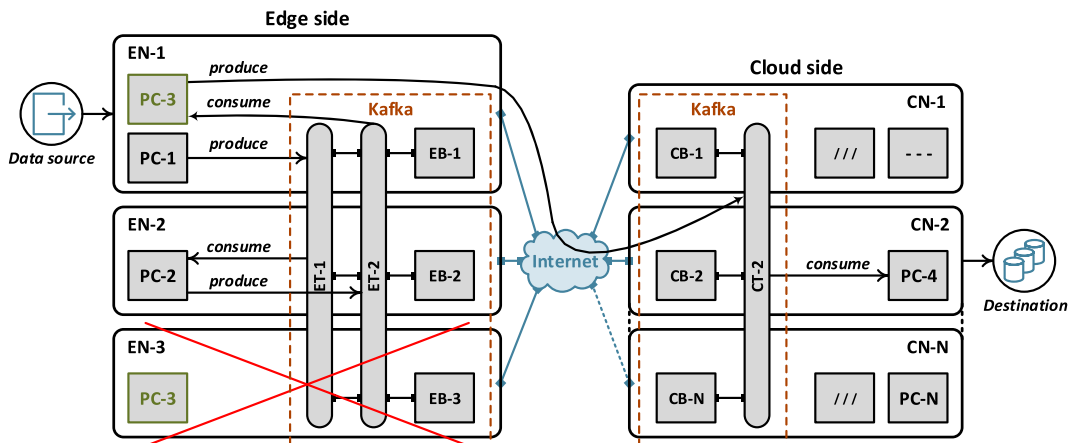 Edge side
EN-1
PC-3
produce
consume
Kafka
PC-1
produce
EB-1
Data source
EN-2
PC-2
consume
produce
ET-1
ET-2
EB-2
EN-3
PC-3
EB-3
Internet
Cloud side
CN-1
Kafka
CB-1
///
---
CN-2
CB-2
CT-2
consume
PC-4
Destination
CN-N
CB-N
///
PC-N